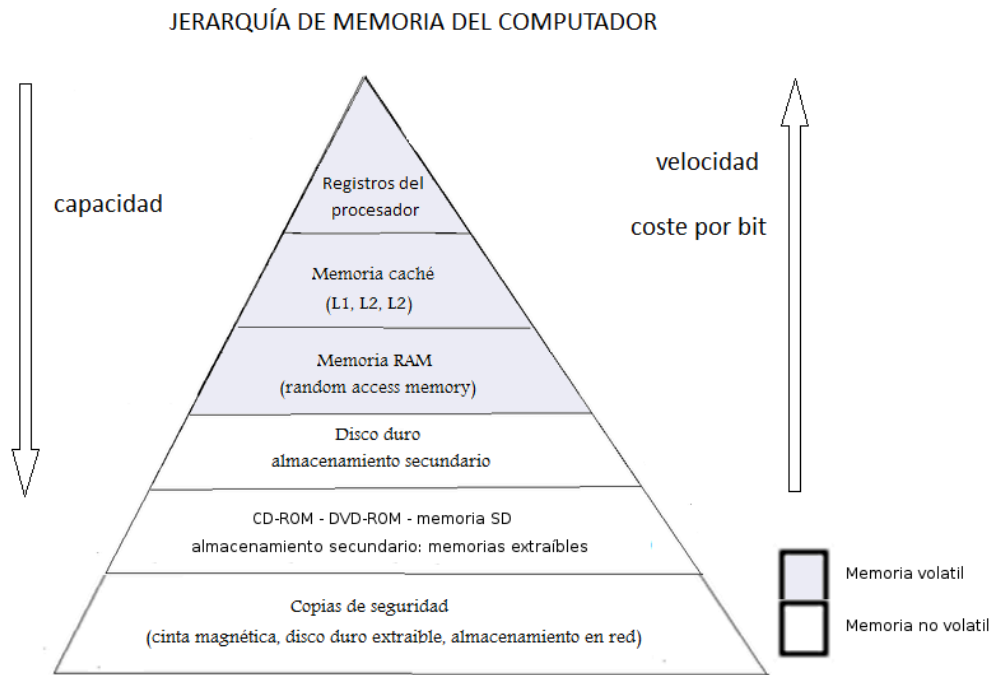 JERARQUÍA DE MEMORIA DEL COMPUTADOR
capacidad
velocidad
coste por bit
Registros del
procesador
Memoria caché
(L1, L2, L2)
Memoria RAM
(random access memory)
Disco duro
almacenamiento secundario
CD-ROM - DVD-ROM - memoria SD
almacenamiento secundario: memorias extraíbles
Copias de seguridad
(cinta magnética, disco duro extraible, almacenamiento en red)
Memoria volatil
Memoria no volatil